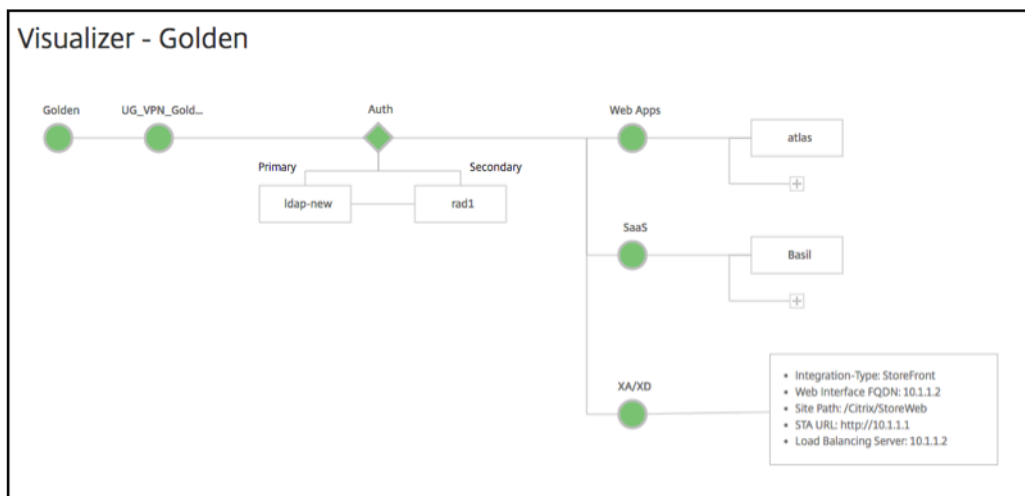 Visualizer - Golden
Golden
UG_VPN_Gold...
Auth
Web Apps
atlas
Primary
Secondary
ldap-new
rad1
SaaS
Basil
XA/XD
• Integration-Type: StoreFront
• Web Interface FQDN: 10.1.1.2
• Site Path: /Citrix/StoreWeb
• STA URL: http://10.1.1.1
• Load Balancing Server: 10.1.1.2